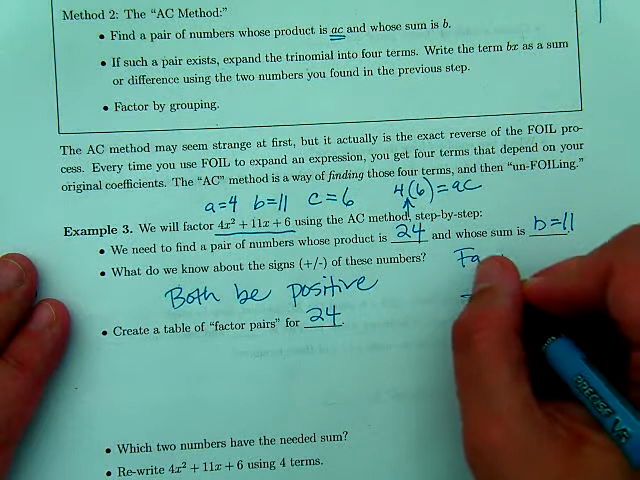 Method 2: The "AC Method:"
• Find a pair of numbers whose product is ac and whose sum is b.
• If such a pair exists, expand the trinomial into four terms. Write the term bx as a sum
or difference using the two numbers you found in the previous step.
• Factor by grouping.
The AC method may seem strange at first, but it actually is the exact reverse of the FOIL pro-
cess. Every time you use FOIL to expand an expression, you get four terms that depend on your
original coefficients. The "AC" method is a way of finding those four terms, and then "un-FOILing."
a=4 b=11 c=6 4(6)=ac
Example 3. We will factor 4x² + 11x + 6 using the AC method, step-by-step:
• We need to find a pair of numbers whose product is 24 and whose sum is b=11.
• What do we know about the signs (+/-) of these numbers? Fa
Both be positive
• Create a table of "factor pairs" for 24.
• Which two numbers have the needed sum?
• Re-write 4x² + 11x + 6 using 4 terms.
PRECISE V5